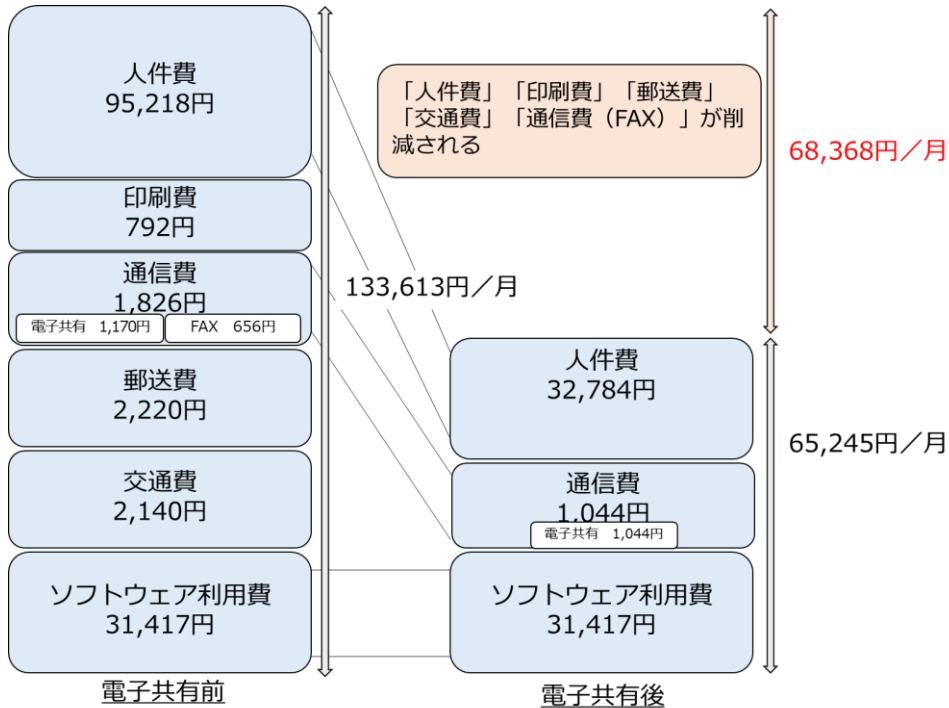 人件費
95,218円
印刷費
792円
通信費
1,826円
電子共有 1,170円
FAX 656円
郵送費
2,220円
交通費
2,140円
ソフトウェア利用費
31,417円
電子共有前
133,613円／月
「人件費」「印刷費」「郵送費」
「交通費」「通信費（FAX）」が削
減される
68,368円／月
人件費
32,784円
通信費
1,044円
電子共有 1,044円
ソフトウェア利用費
31,417円
電子共有後
65,245円／月